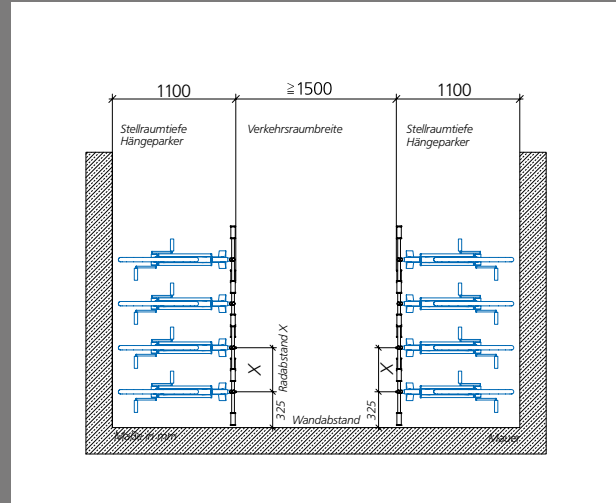 1100
≧1500
1100
Stellraumtiefe
Hängeparker
Verkehrsraumbreite
Stellraumtiefe
Hängeparker
X
Radabstand X
X
325
325
Wandabstand
Maße in mm
Mauer